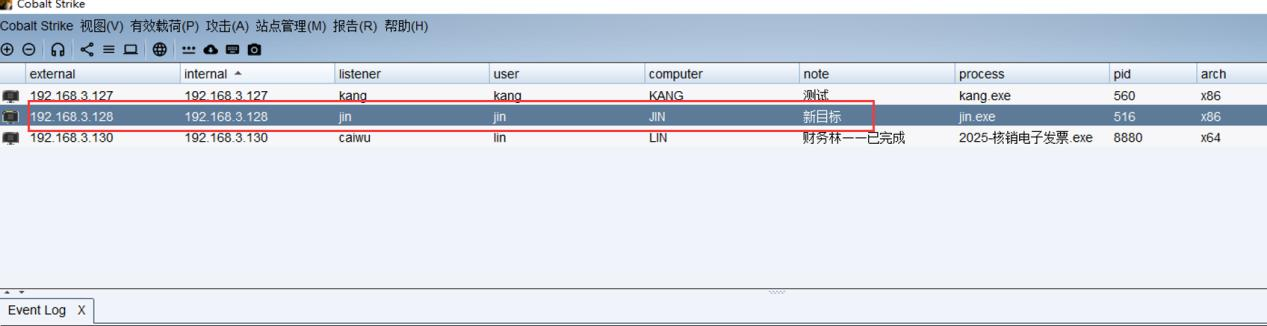 Cobalt Strike
Cobalt Strike 视图(V) 有效载荷(P) 攻击(A) 站点管理(M) 报告(R) 帮助(H)
external internal listener user computer note process pid arch
192.168.3.127 192.168.3.127 kang kang KANG 测试 kang.exe 560 x86
192.168.3.128 192.168.3.128 jin jin JIN 新目标 jin.exe 516 x86
192.168.3.130 192.168.3.130 caiwu lin LIN 财务林——已完成 2025-核销电子发票.exe 8880 x64
Event Log X